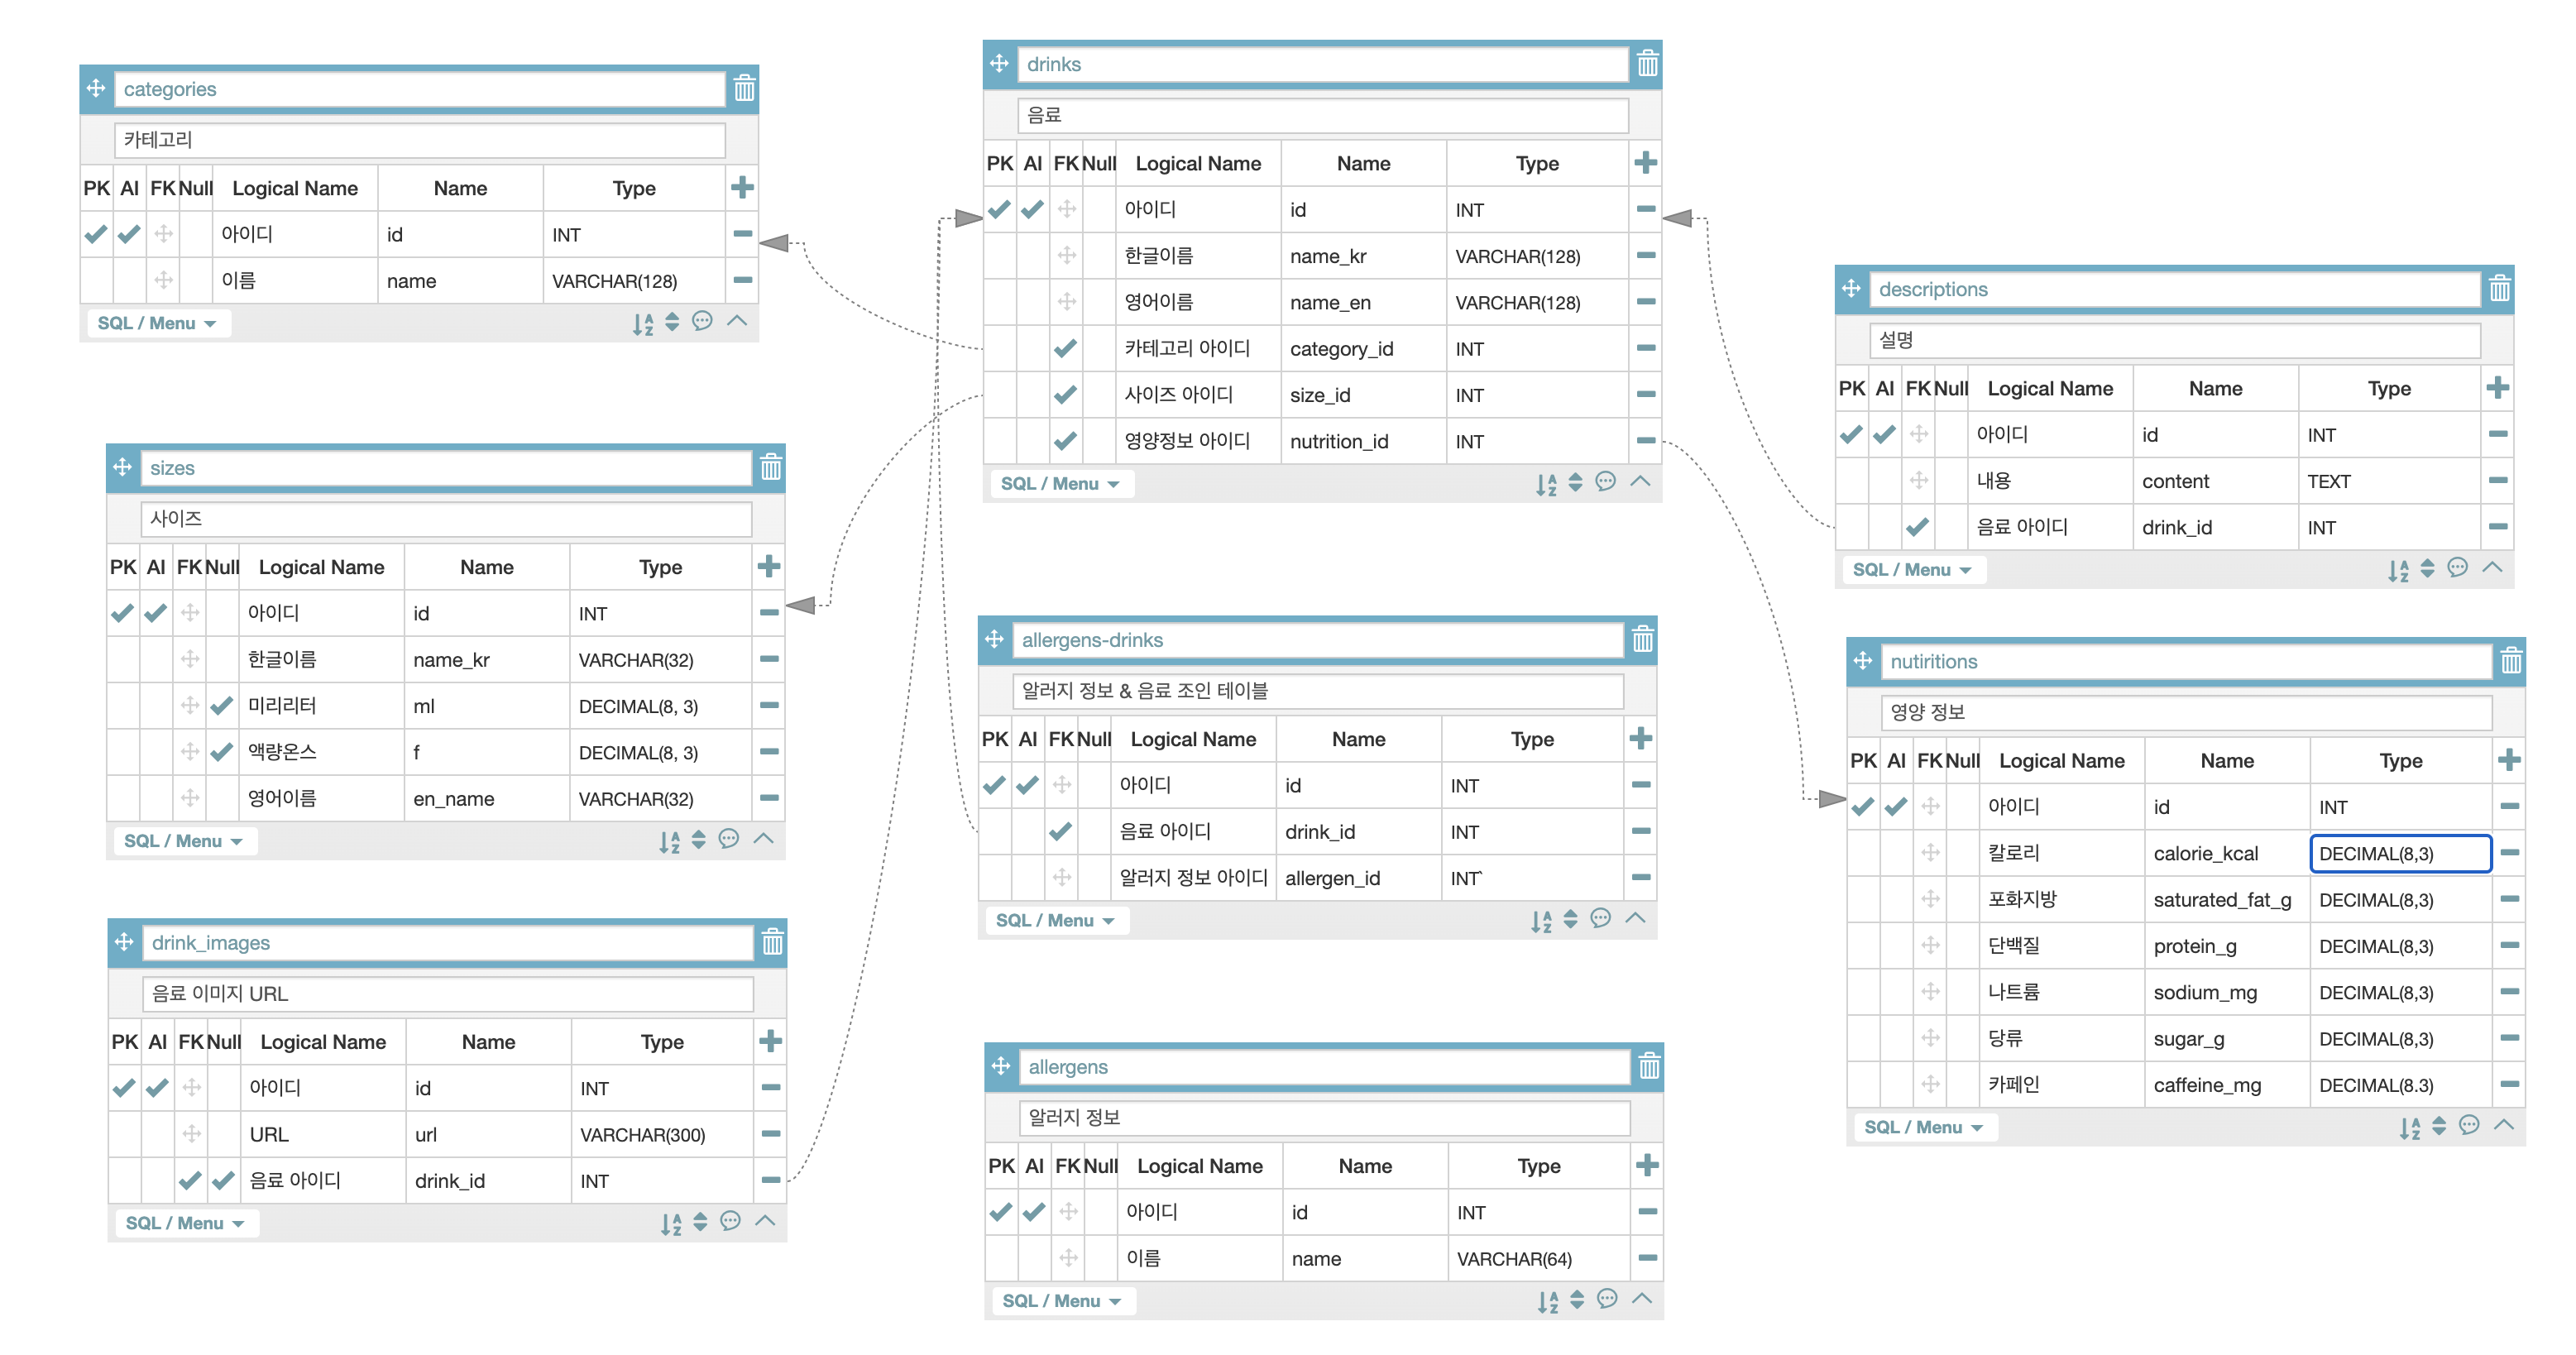 categories
카테고리
PK AI FK Null Logical Name Name Type
아이디 id INT
이름 name VARCHAR(128)
SQL / Menu
sizes
사이즈
PK AI FK Null Logical Name Name Type
아이디 id INT
한글이름 name_kr VARCHAR(32)
미리리터 ml DECIMAL(8, 3)
액량온스 f DECIMAL(8, 3)
영어이름 en_name VARCHAR(32)
SQL / Menu
drink_images
음료 이미지 URL
PK AI FK Null Logical Name Name Type
아이디 id INT
URL url VARCHAR(300)
음료 아이디 drink_id INT
SQL / Menu
drinks
음료
PK AI FK Null Logical Name Name Type
아이디 id INT
한글이름 name_kr VARCHAR(128)
영어이름 name_en VARCHAR(128)
카테고리 아이디 category_id INT
사이즈 아이디 size_id INT
영양정보 아이디 nutrition_id INT
SQL / Menu
allergens-drinks
알러지 정보 & 음료 조인 테이블
PK AI FK Null Logical Name Name Type
아이디 id INT
음료 아이디 drink_id INT
알러지 정보 아이디 allergen_id INT`
SQL / Menu
allergens
알러지 정보
PK AI FK Null Logical Name Name Type
아이디 id INT
이름 name VARCHAR(64)
SQL / Menu
descriptions
설명
PK AI FK Null Logical Name Name Type
아이디 id INT
내용 content TEXT
음료 아이디 drink_id INT
SQL / Menu
nutiritions
영양 정보
PK AI FK Null Logical Name Name Type
아이디 id INT
칼로리 calorie_kcal DECIMAL(8,3)
포화지방 saturated_fat_g DECIMAL(8,3)
단백질 protein_g DECIMAL(8,3)
나트륨 sodium_mg DECIMAL(8,3)
당류 sugar_g DECIMAL(8,3)
카페인 caffeine_mg DECIMAL(8.3)
SQL / Menu